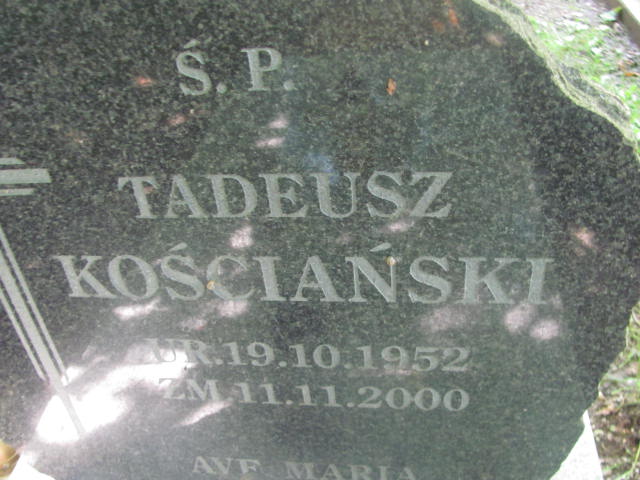 Ś. P.
TADEUSZ
KOŚCIAŃSKI
UR. 19.10.1952
ZM 11.11.2000
AVE MARIA